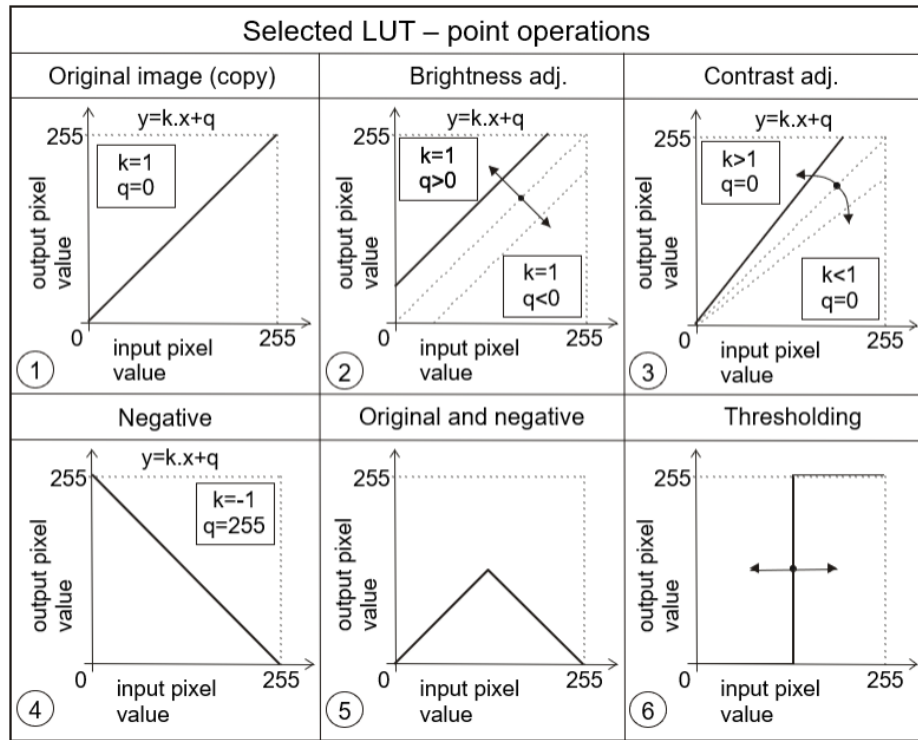 Selected LUT – point operations
Original image (copy)
Brightness adj.
Contrast adj.
y=k.x+q
255
k=1
q=0
output pixel
value
0
255
input pixel
value
1
y=k.x+q
255
k=1
q>0
k=1
q<0
output pixel
value
0
255
input pixel
value
2
y=k.x+q
255
k>1
q=0
k<1
q=0
output pixel
value
0
255
input pixel
value
3
Negative
Original and negative
Thresholding
y=k.x+q
255
k=-1
q=255
output pixel
value
0
255
input pixel
value
4
255
output pixel
value
0
255
input pixel
value
5
255
output pixel
value
0
255
input pixel
value
6